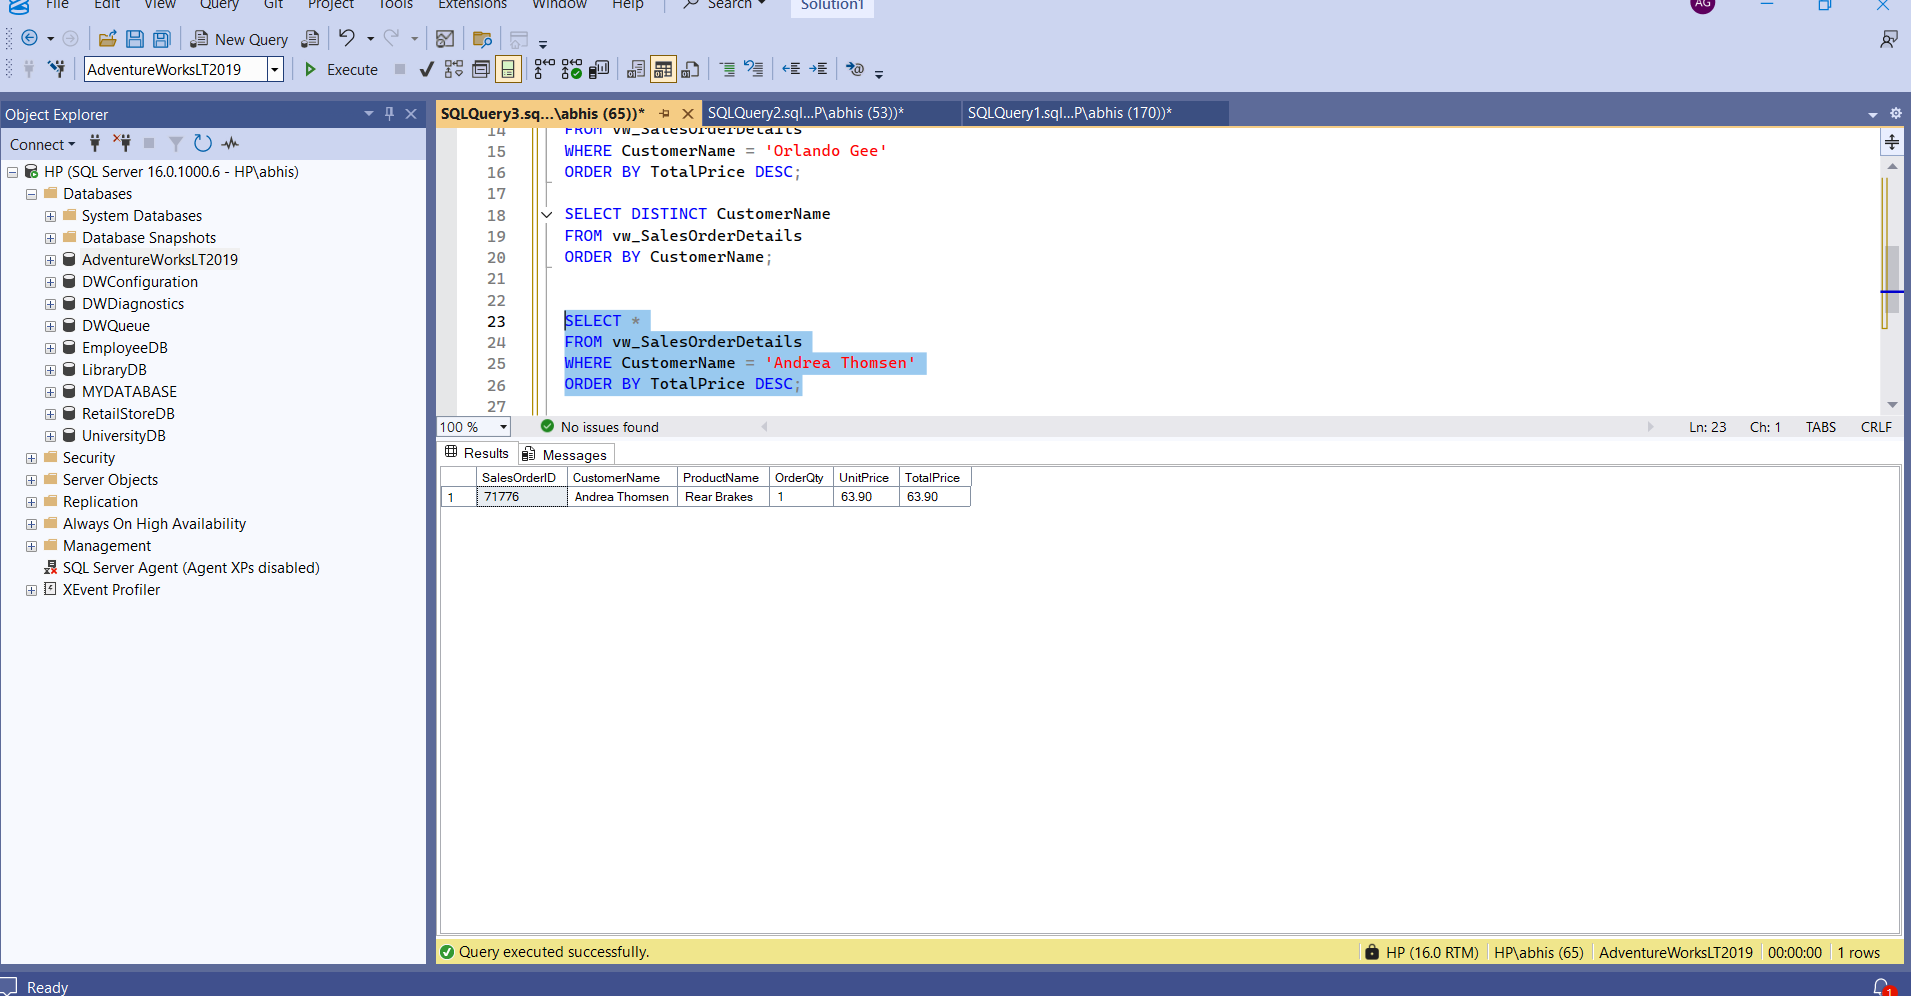 File Edit View Query Git Project Tools Extensions Window Help Search Solution1 AG
New Query
AdventureWorksLT2019 Execute
Object Explorer
Connect
HP (SQL Server 16.0.1000.6 - HP\abhis)
Databases
System Databases
Database Snapshots
AdventureWorksLT2019
DWConfiguration
DWDiagnostics
DWQueue
EmployeeDB
LibraryDB
MYDATABASE
RetailStoreDB
UniversityDB
Security
Server Objects
Replication
Always On High Availability
Management
SQL Server Agent (Agent XPs disabled)
XEvent Profiler
SQLQuery3.sq...\abhis (65))* SQLQuery2.sql...P\abhis (53))* SQLQuery1.sql...P\abhis (170))*
14 FROM vw_SalesOrderDetails
15 WHERE CustomerName = 'Orlando Gee'
16 ORDER BY TotalPrice DESC;
17
18 SELECT DISTINCT CustomerName
19 FROM vw_SalesOrderDetails
20 ORDER BY CustomerName;
21
22
23 SELECT *
24 FROM vw_SalesOrderDetails
25 WHERE CustomerName = 'Andrea Thomsen'
26 ORDER BY TotalPrice DESC;
27
100 % No issues found Ln: 23 Ch: 1 TABS CRLF
Results Messages
SalesOrderID CustomerName ProductName OrderQty UnitPrice TotalPrice
1 71776 Andrea Thomsen Rear Brakes 1 63.90 63.90
Query executed successfully. HP (16.0 RTM) HP\abhis (65) AdventureWorksLT2019 00:00:00 1 rows
Ready 1